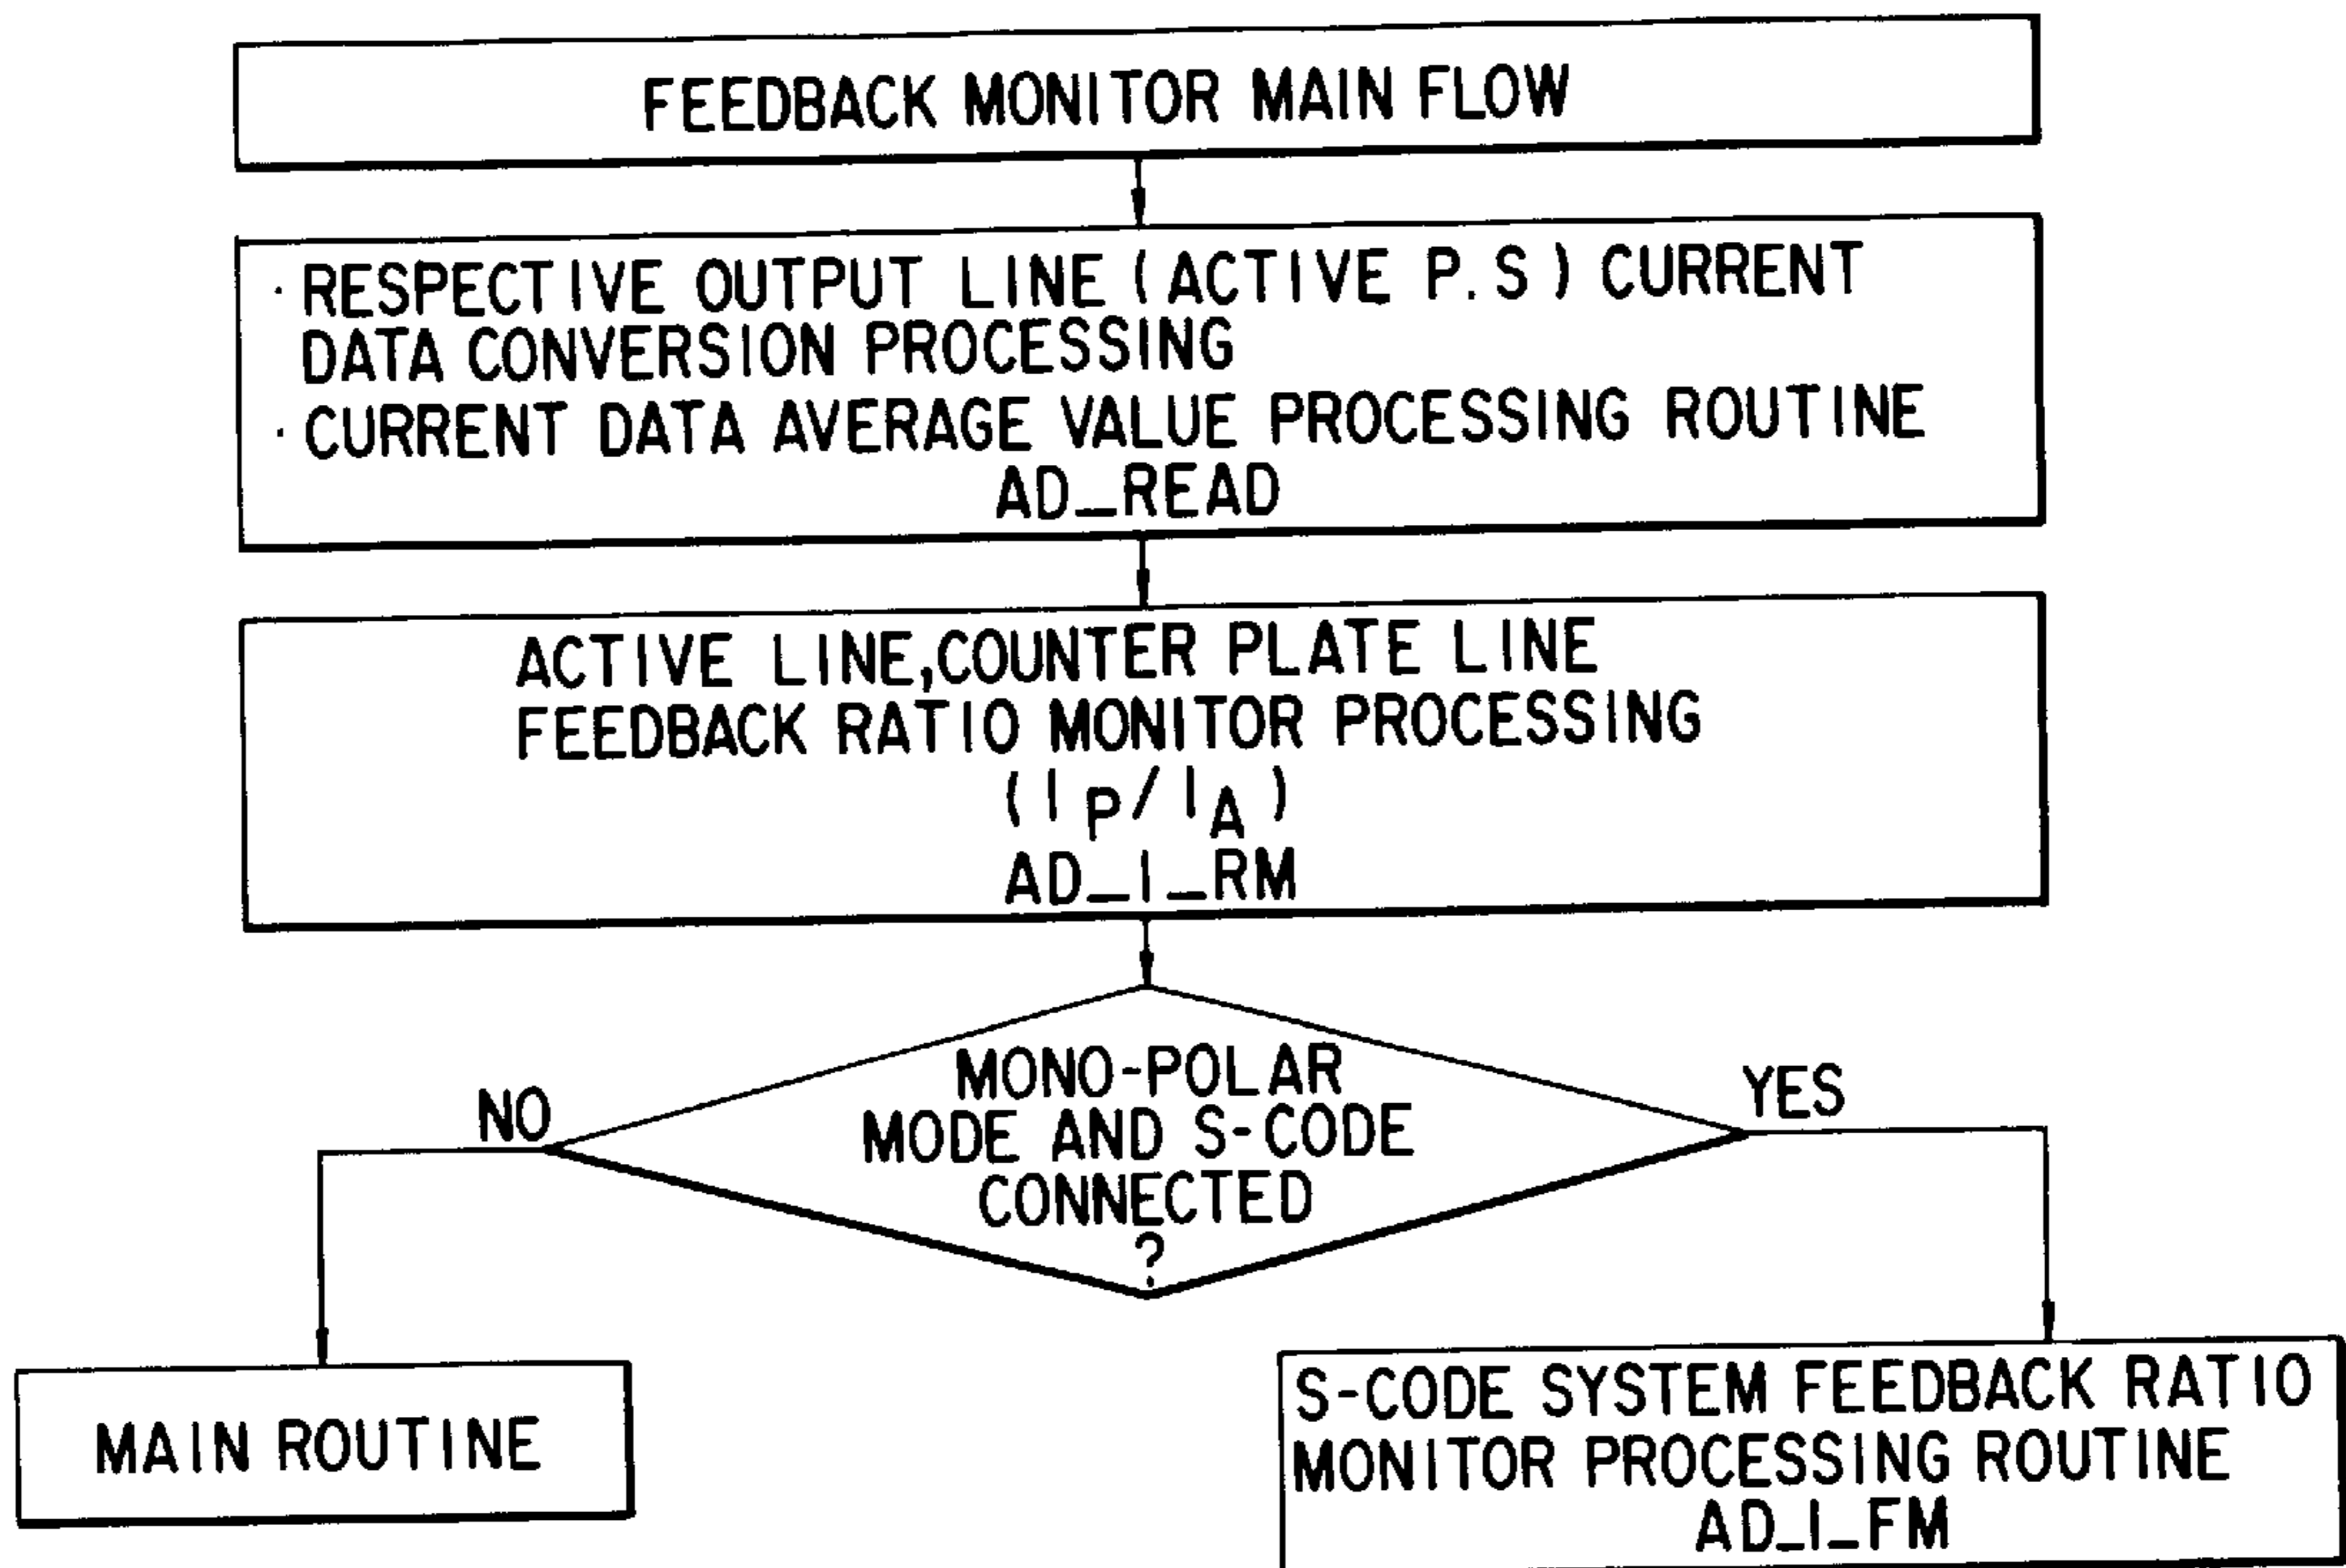 FEEDBACK MONITOR MAIN FLOW
· RESPECTIVE OUTPUT LINE (ACTIVE P.S) CURRENT
DATA CONVERSION PROCESSING
· CURRENT DATA AVERAGE VALUE PROCESSING ROUTINE
AD_READ
ACTIVE LINE,COUNTER PLATE LINE
FEEDBACK RATIO MONITOR PROCESSING
(IP/IA)
AD_I_RM
MONO-POLAR
MODE AND S-CODE
CONNECTED
?
NO
YES
MAIN ROUTINE
S-CODE SYSTEM FEEDBACK RATIO
MONITOR PROCESSING ROUTINE
AD_I_FM